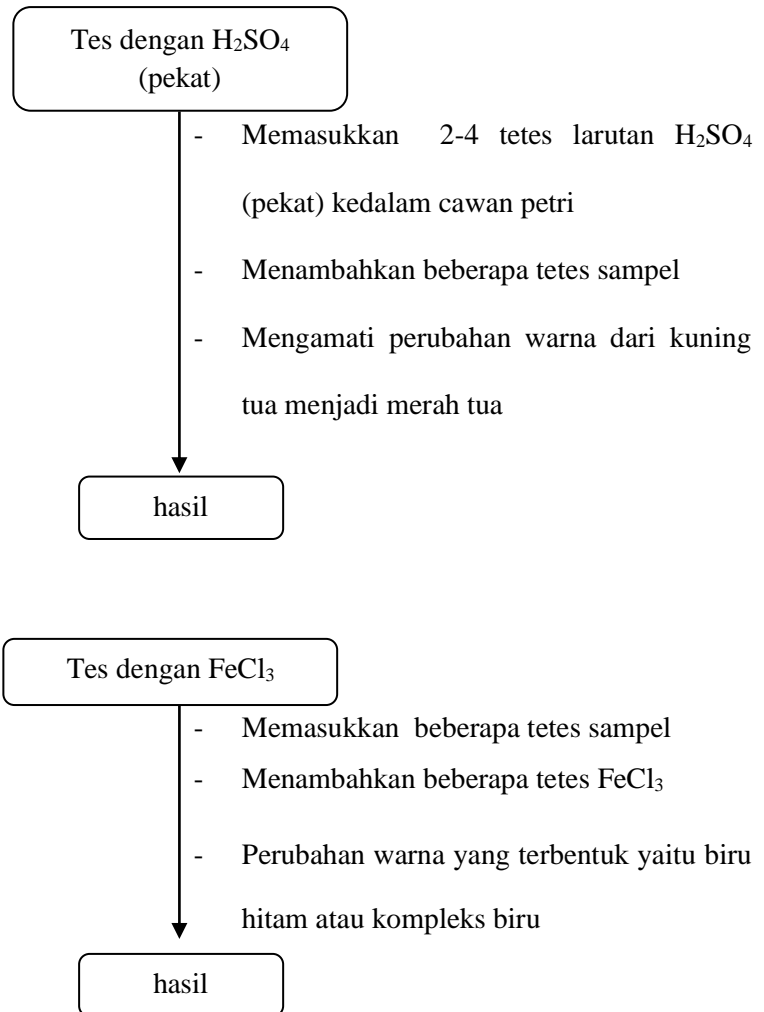 Tes dengan H₂SO₄
(pekat)
- Memasukkan 2-4 tetes larutan H₂SO₄
(pekat) kedalam cawan petri
- Menambahkan beberapa tetes sampel
- Mengamati perubahan warna dari kuning
tua menjadi merah tua
hasil
Tes dengan FeCl₃
- Memasukkan beberapa tetes sampel
- Menambahkan beberapa tetes FeCl₃
- Perubahan warna yang terbentuk yaitu biru
hitam atau kompleks biru
hasil